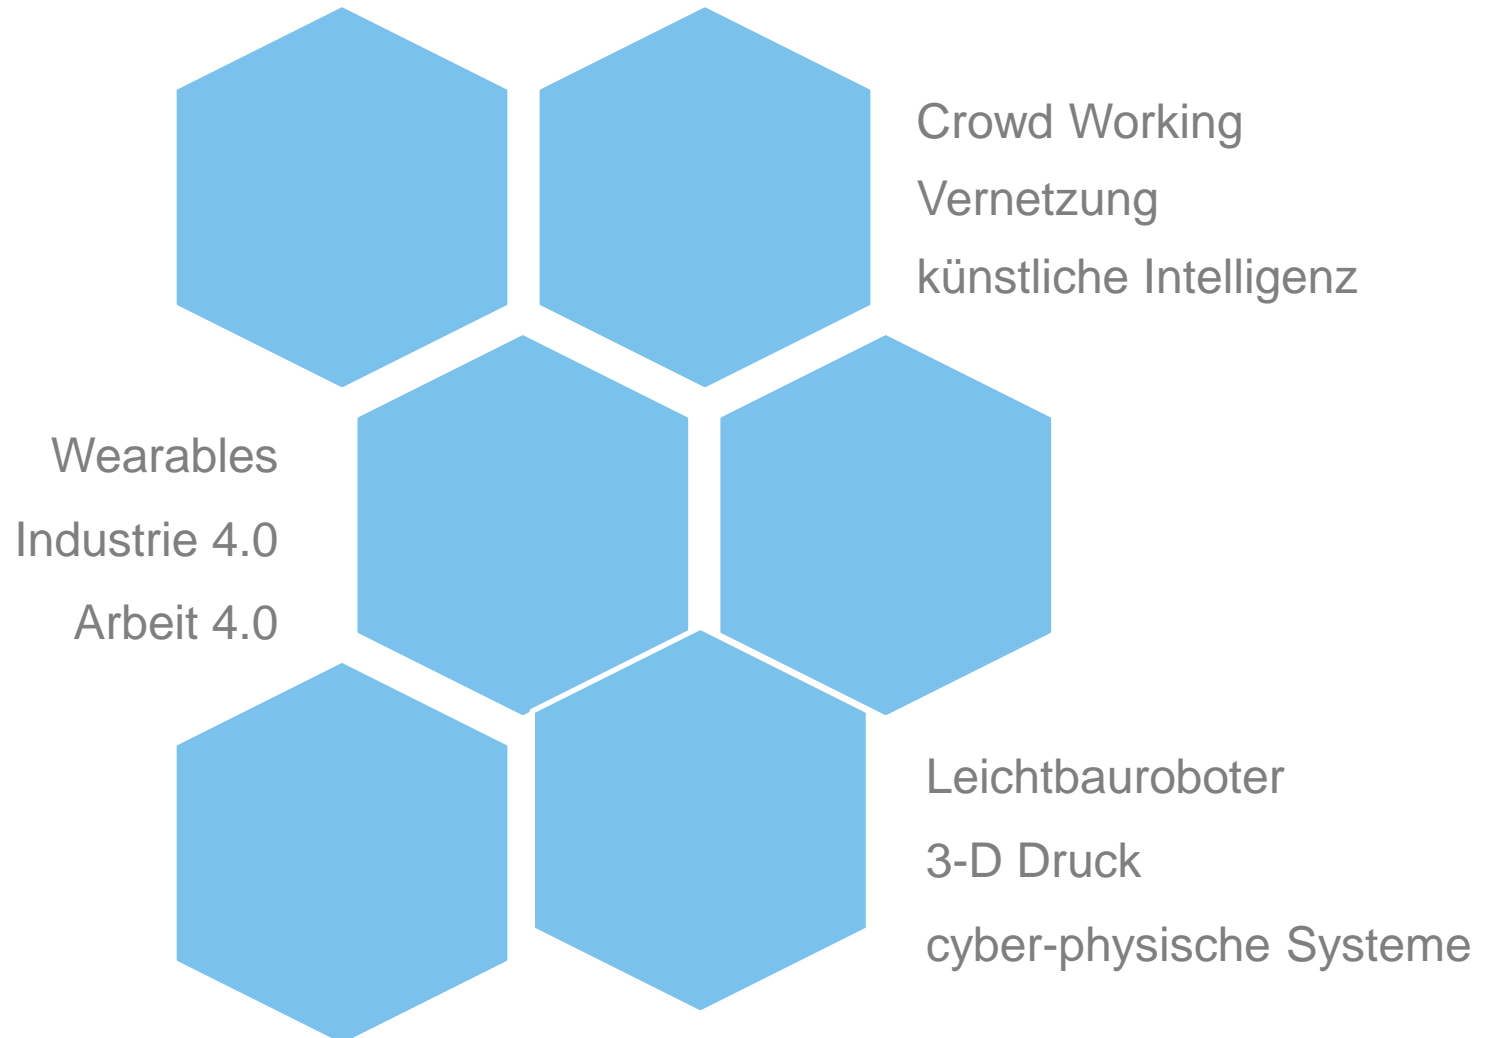 Crowd Working
Vernetzung
künstliche Intelligenz
Wearables
Industrie 4.0
Arbeit 4.0
Leichtbauroboter
3-D Druck
cyber-physische Systeme